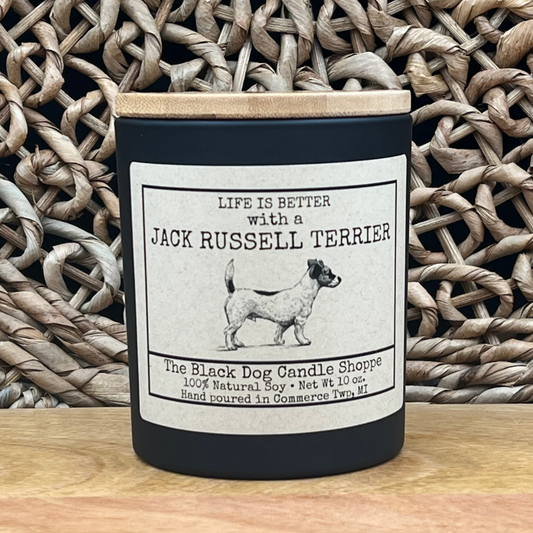 LIFE IS BETTER
with a
JACK RUSSELL TERRIER
The Black Dog Candle Shoppe
100% Natural Soy • Net Wt 10 oz.
Hand poured in Commerce Twp, MI